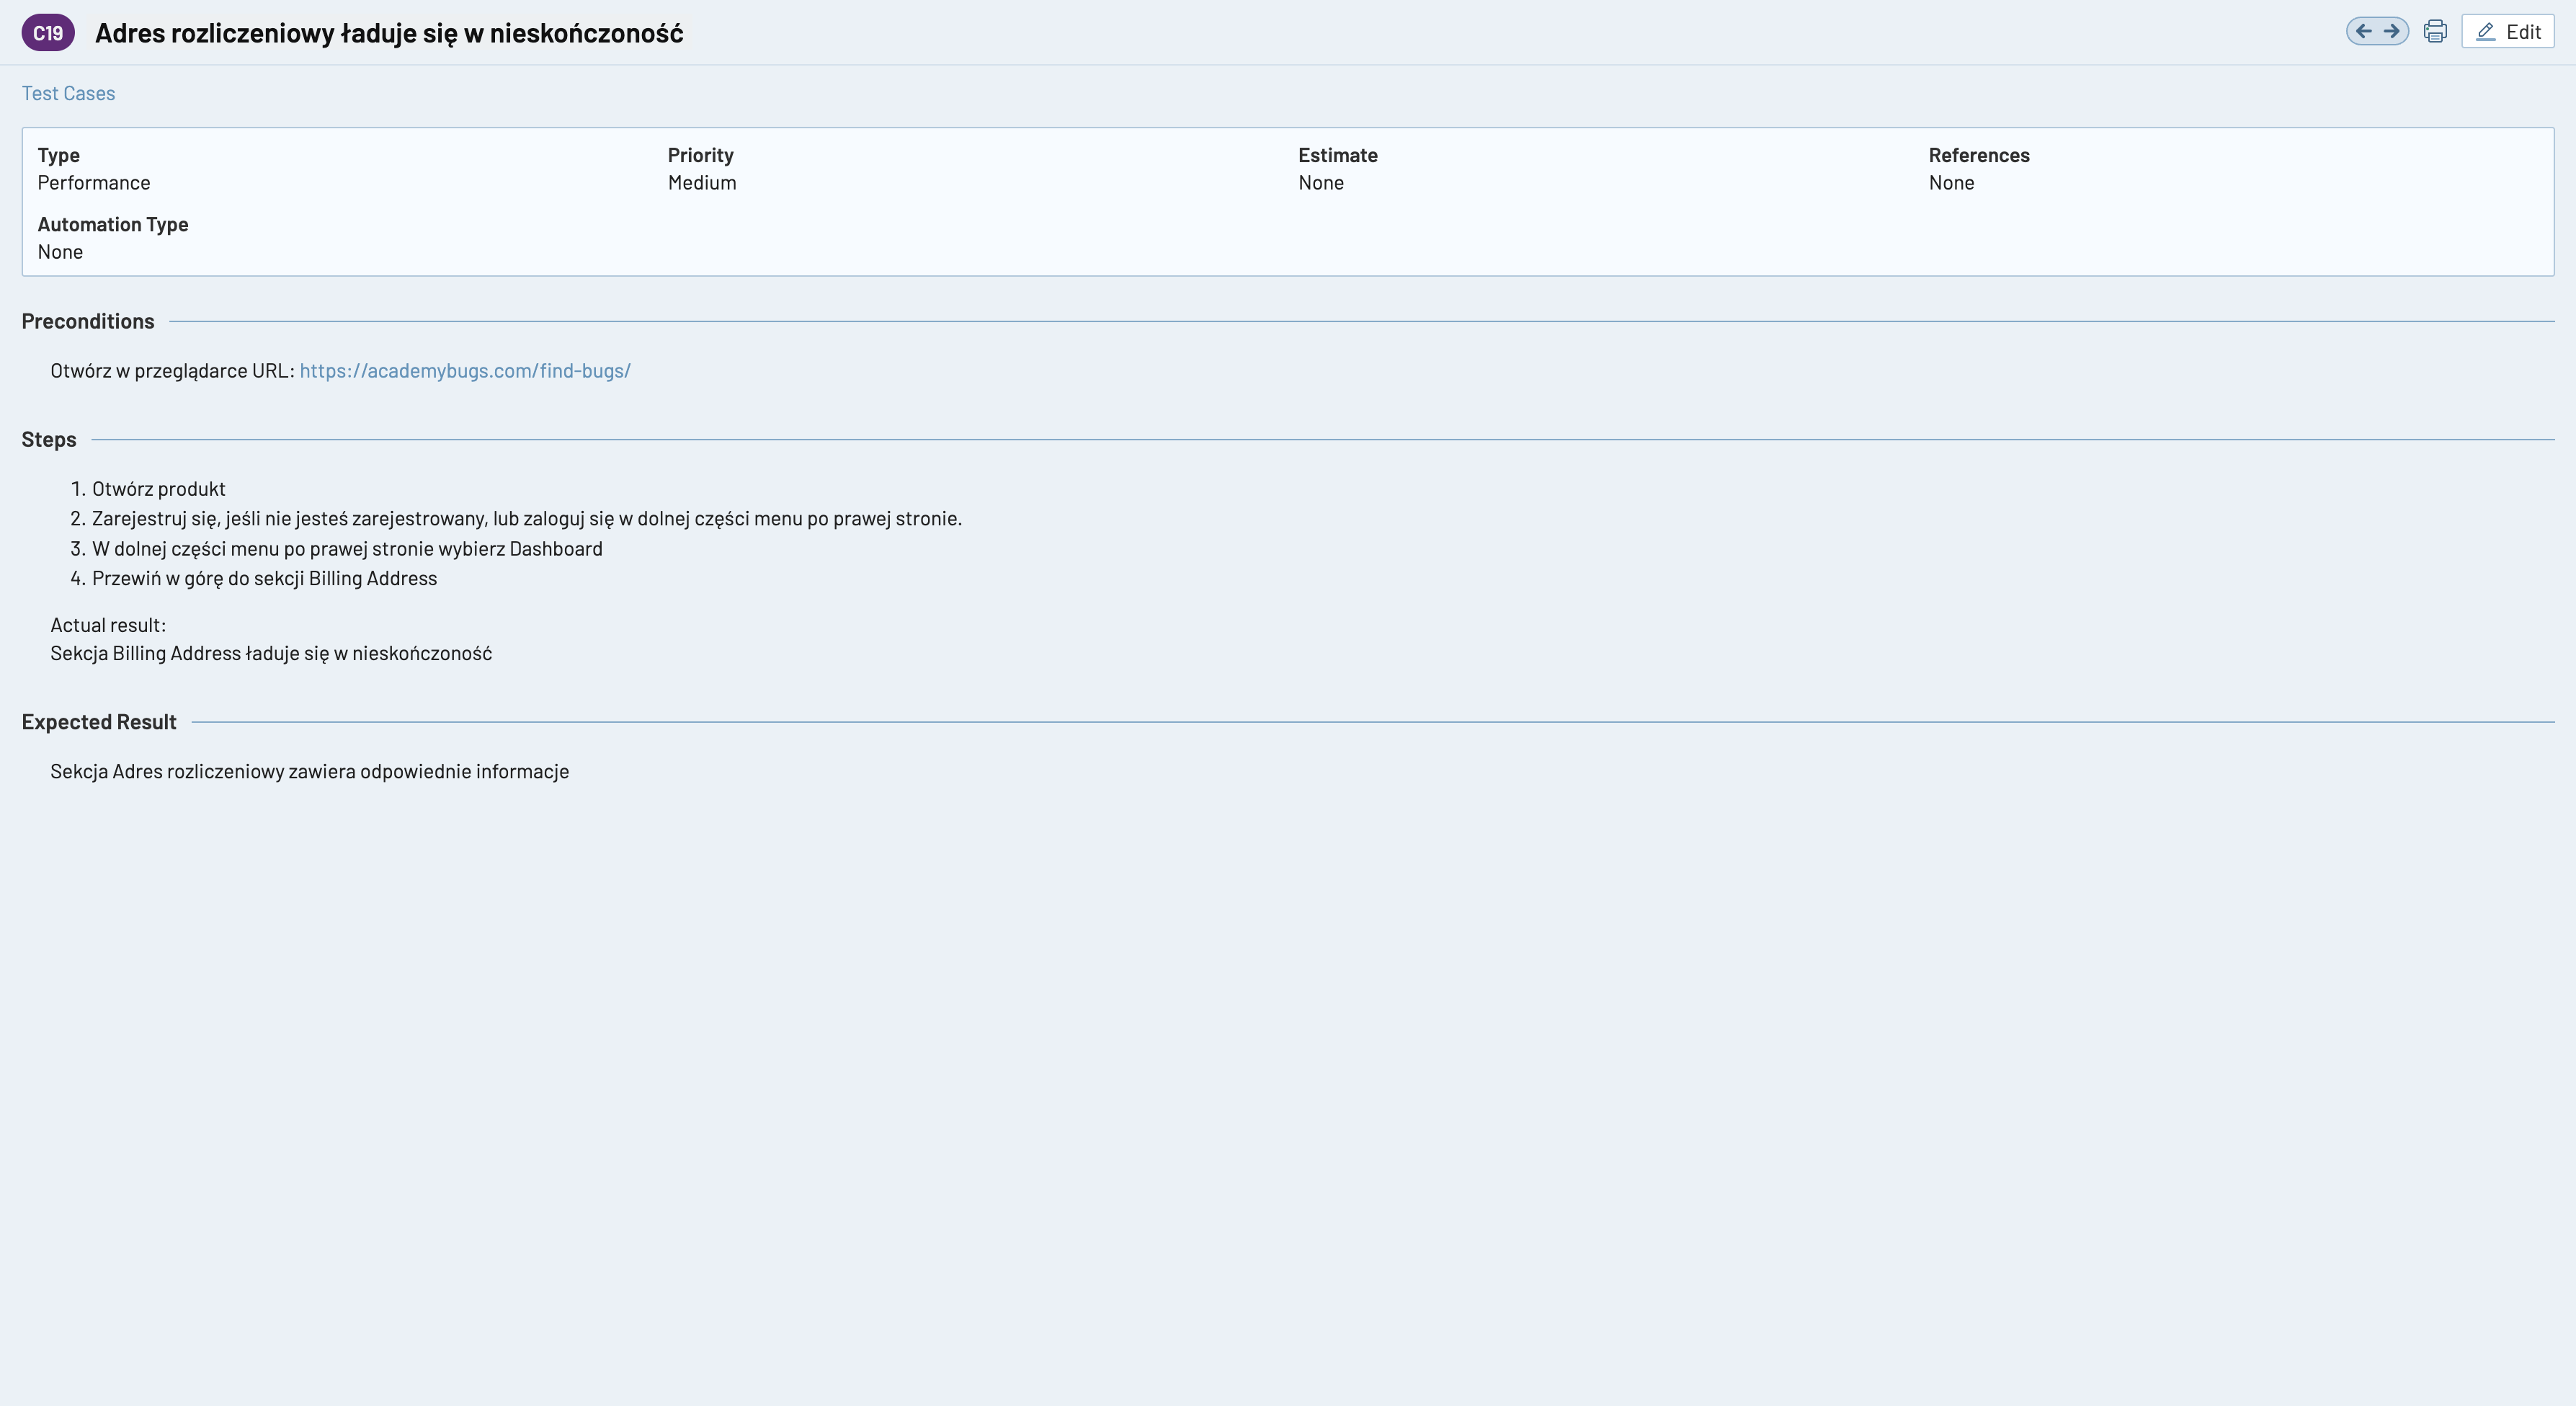 C19 Adres rozliczeniowy ładuje się w nieskończoność Edit
Test Cases
Type Priority Estimate References
Performance Medium None None
Automation Type
None
Preconditions
Otwórz w przeglądarce URL: https://academybugs.com/find-bugs/
Steps
1. Otwórz produkt
2. Zarejestruj się, jeśli nie jesteś zarejestrowany, lub zaloguj się w dolnej części menu po prawej stronie.
3. W dolnej części menu po prawej stronie wybierz Dashboard
4. Przewiń w górę do sekcji Billing Address
Actual result:
Sekcja Billing Address ładuje się w nieskończoność
Expected Result
Sekcja Adres rozliczeniowy zawiera odpowiednie informacje